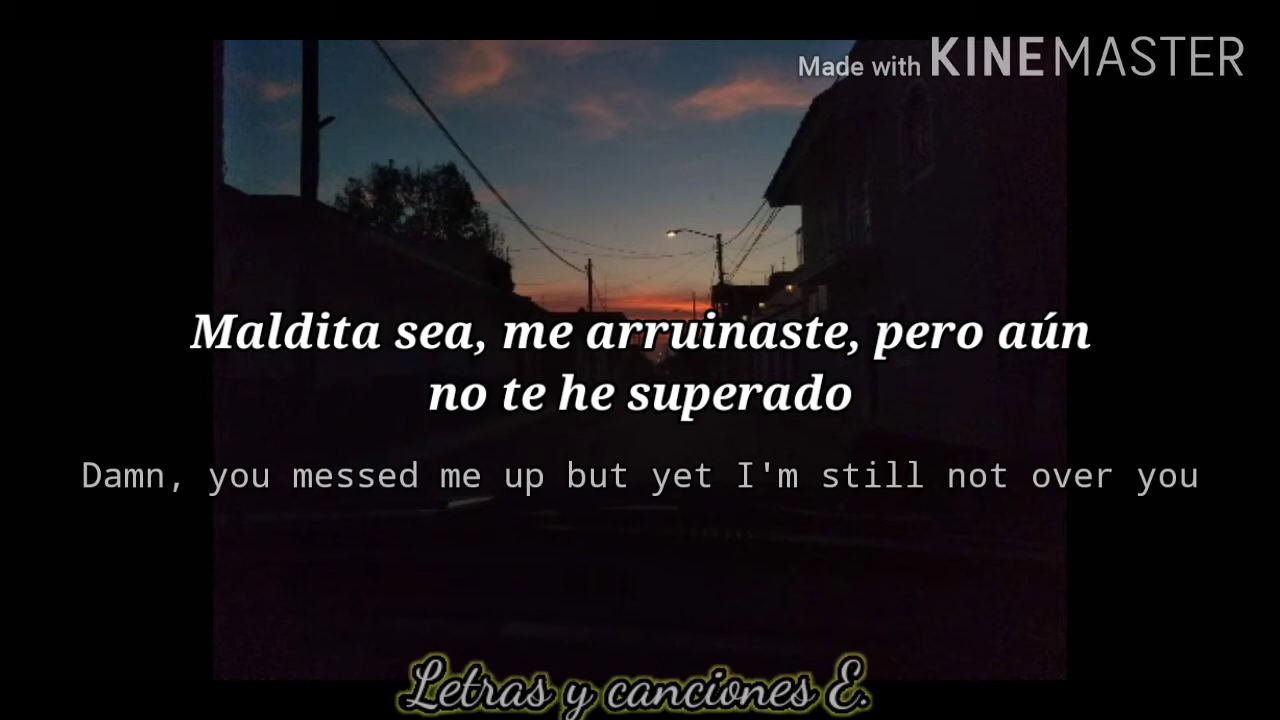 Made with KINEMASTER
Maldita sea, me arruinaste, pero aún
no te he superado
Damn, you messed me up but yet I'm still not over you
Letras y canciones E.